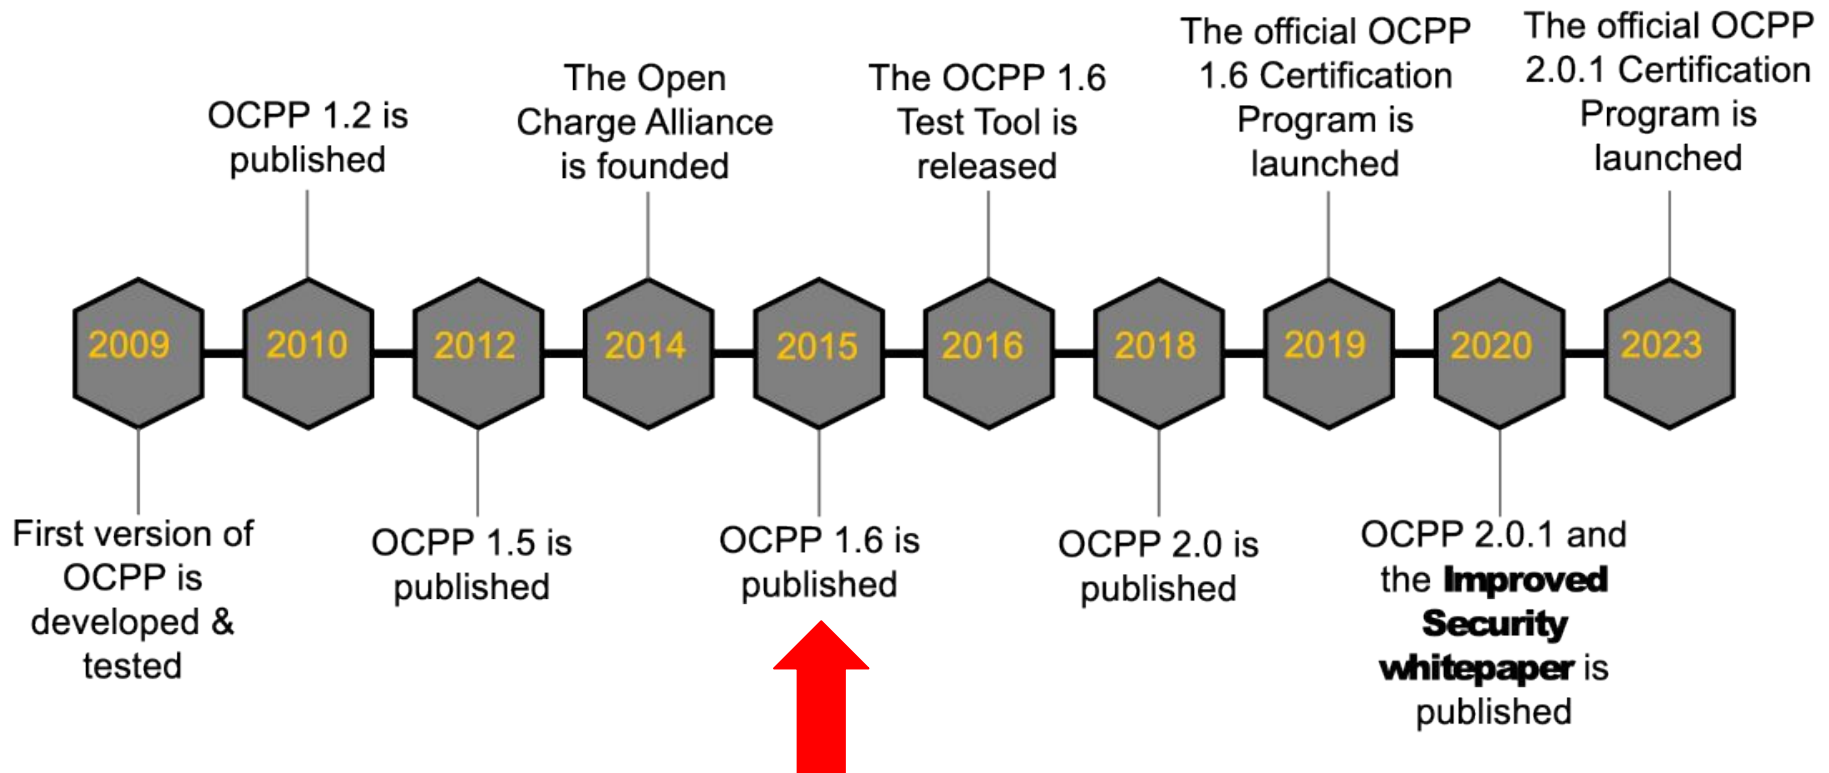 OCPP 1.2 is
published
The Open
Charge Alliance
is founded
The OCPP 1.6
Test Tool is
released
The official OCPP
1.6 Certification
Program is
launched
The official OCPP
2.0.1 Certification
Program is
launched
2009
2010
2012
2014
2015
2016
2018
2019
2020
2023
First version of
OCPP is
developed &
tested
OCPP 1.5 is
published
OCPP 1.6 is
published
OCPP 2.0 is
published
OCPP 2.0.1 and
the Improved
Security
whitepaper is
published